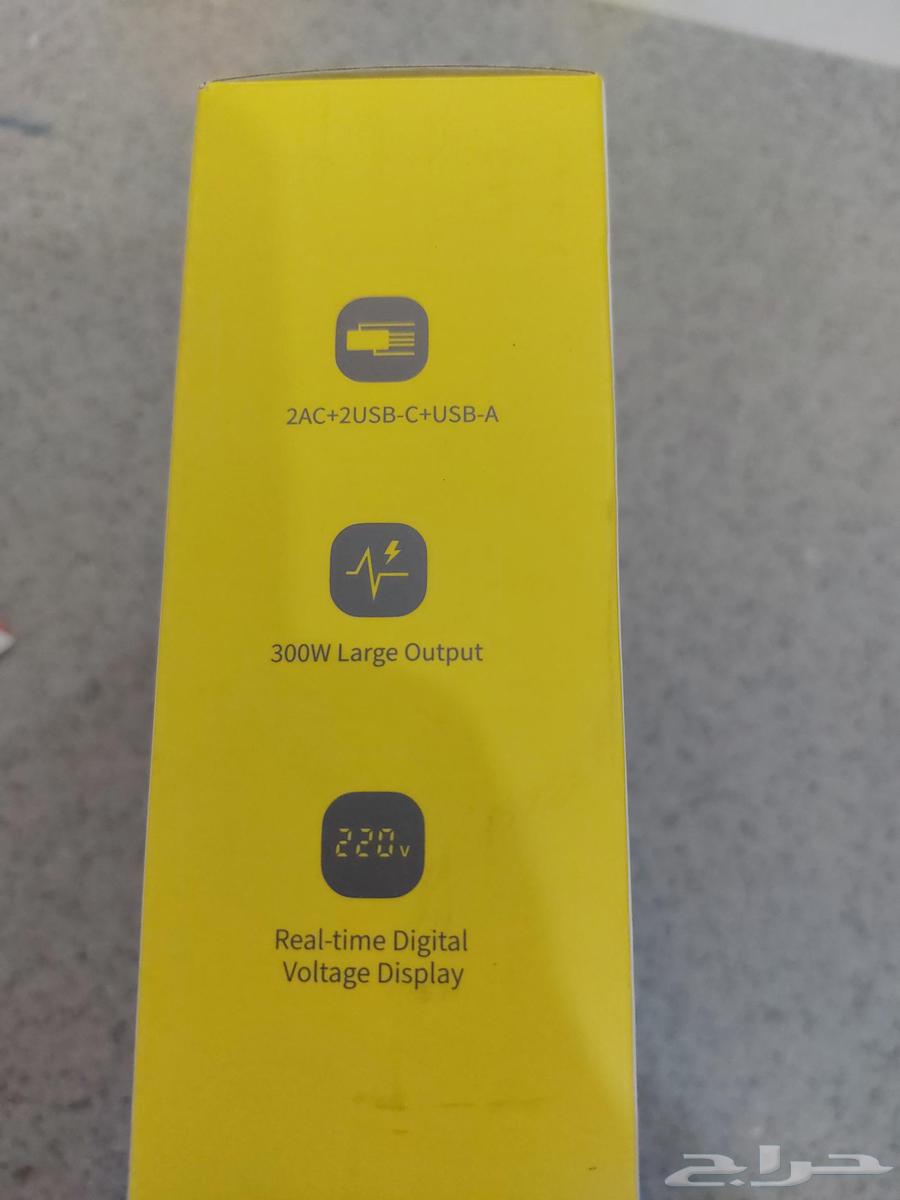 2AC+2USB-C+USB-A
300W Large Output
220v
Real-time Digital
Voltage Display
حراج